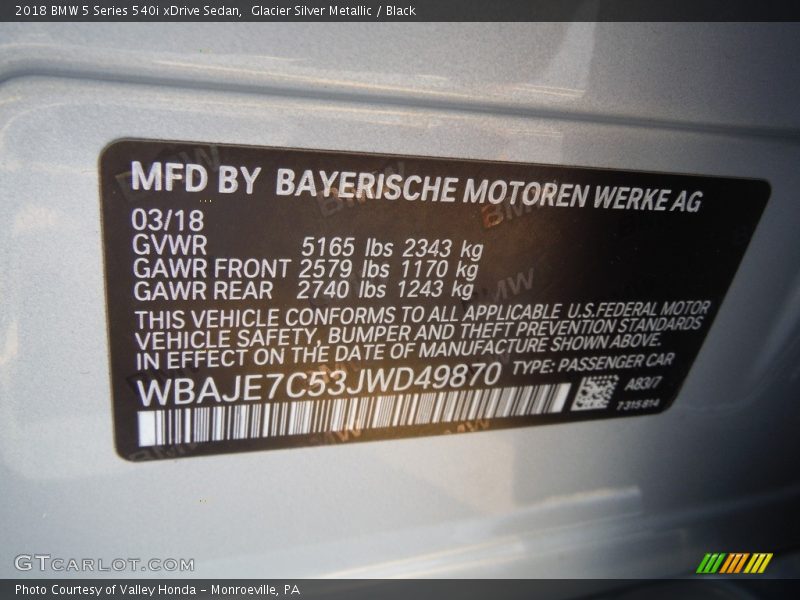 2018 BMW 5 Series 540i xDrive Sedan,  Glacier Silver Metallic / Black
MFD BY BAYERISCHE MOTOREN WERKE AG
03/18
GVWR 5165 lbs 2343 kg
GAWR FRONT 2579 lbs 1170 kg
GAWR REAR 2740 lbs 1243 kg
THIS VEHICLE CONFORMS TO ALL APPLICABLE U.S.FEDERAL MOTOR
VEHICLE SAFETY, BUMPER AND THEFT PREVENTION STANDARDS
IN EFFECT ON THE DATE OF MANUFACTURE SHOWN ABOVE.
WBAJE7C53JWD49870 TYPE: PASSENGER CAR
A83/7
7315814
GTCARLOT.COM
Photo Courtesy of Valley Honda – Monroeville, PA